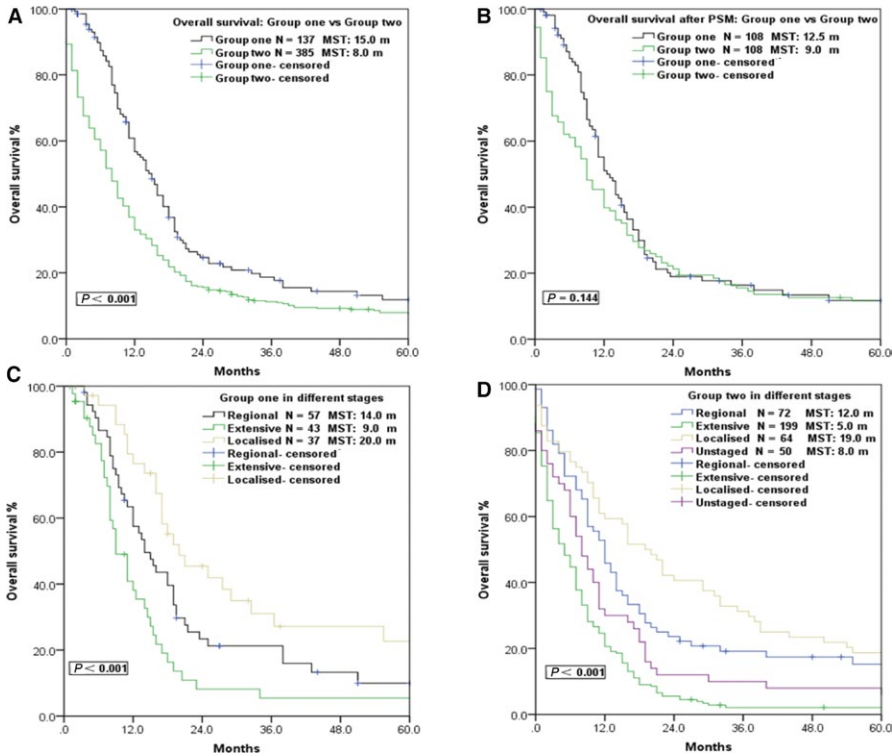 A
Overall survival: Group one vs Group two
Group one N = 137 MST: 15.0 m
Group two N = 385 MST: 8.0 m
Group one- censored
Group two- censored
Overall survival %
100.0
80.0
60.0
40.0
20.0
0.0
P < 0.001
.0 12.0 24.0 36.0 48.0 60.0
Months
B
Overall survival after PSM: Group one vs Group two
Group one N = 108 MST: 12.5 m
Group two N = 108 MST: 9.0 m
Group one- censored
Group two- censored
Overall survival %
100.0
80.0
60.0
40.0
20.0
0.0
P = 0.144
.0 12.0 24.0 36.0 48.0 60.0
Months
C
Group one in different stages
Regional N = 57 MST: 14.0 m
Extensive N = 43 MST: 9.0 m
Localised N = 37 MST: 20.0 m
Regional-censored
Extensive-censored
Localised- censored
Overall survival %
100.0
80.0
60.0
40.0
20.0
.0
P < 0.001
.0 12.0 24.0 36.0 48.0 60.0
Months
D
Group two in different stages
Regional N = 72 MST: 12.0 m
Extensive N = 199 MST: 5.0 m
Localised N = 64 MST: 19.0 m
Unstaged N = 50 MST: 8.0 m
Regional-censored
Extensive-censored
Localised- censored
Unstaged- censored
Overall survival %
100.0
80.0
60.0
40.0
20.0
.0
P < 0.001
.0 12.0 24.0 36.0 48.0 60.0
Months